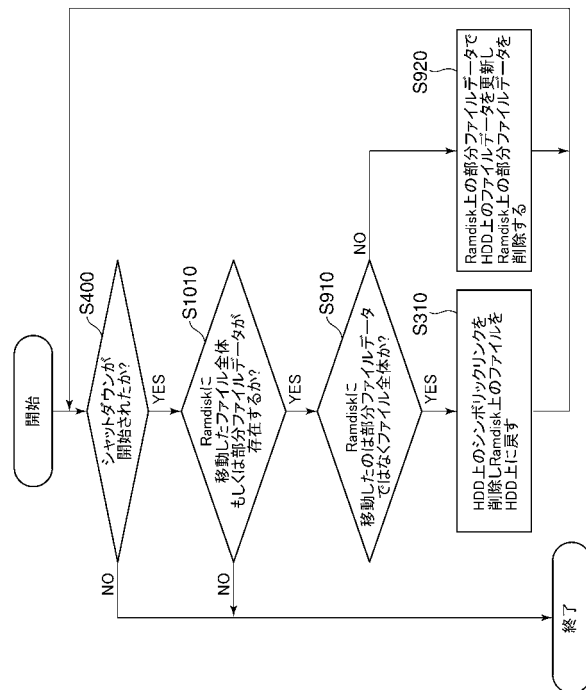 開始
S400
シャットダウンが
開始されたか?
NO
YES
S1010
Ramdiskに
移動したファイル全体
もしくは部分ファイルデータが
存在するか?
NO
YES
S910
Ramdiskに
移動したのは部分ファイルデータ
ではなくファイル全体か?
NO
YES
S310
HDD上のシンボリックリンクを
削除しRamdisk上のファイルを
HDD上に戻す
S920
Ramdisk上の部分ファイルデータで
HDD上のファイルデータを更新し
Ramdisk上の部分ファイルデータを
削除する
終了